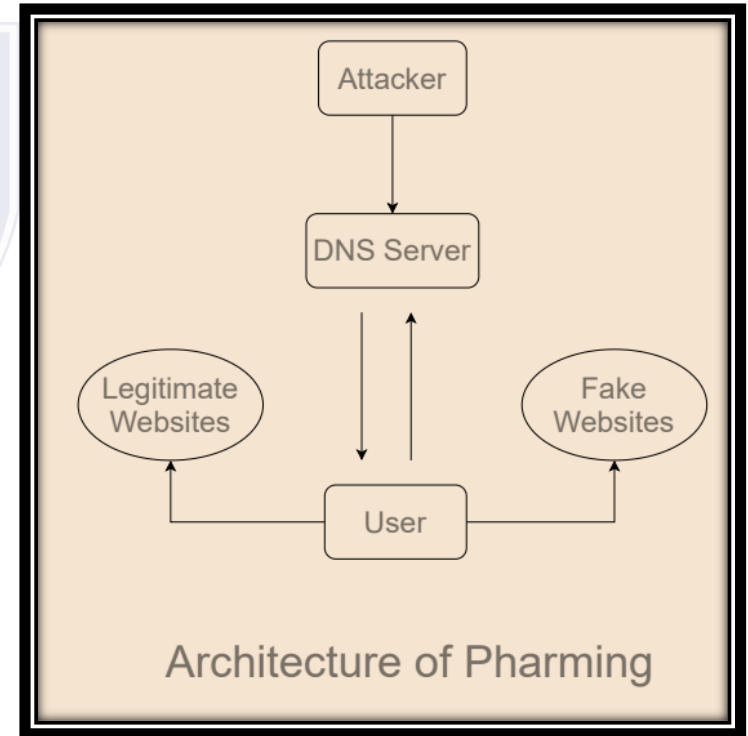 Attacker
DNS Server
Legitimate
Websites
Fake
Websites
User
Architecture of Pharming